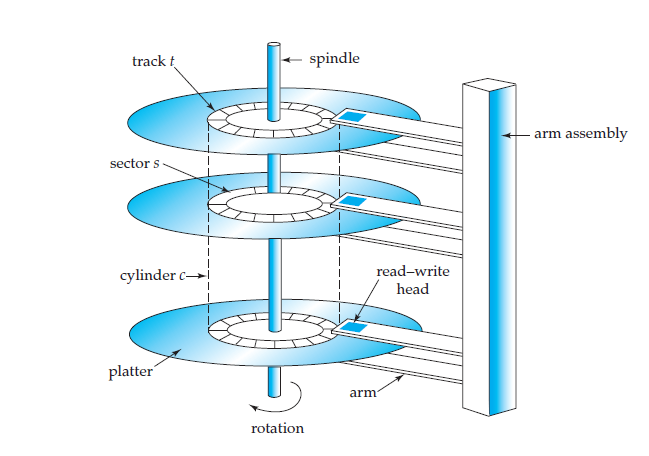 spindle
track t
arm assembly
sector s
cylinder c
read–write
head
platter
arm
rotation